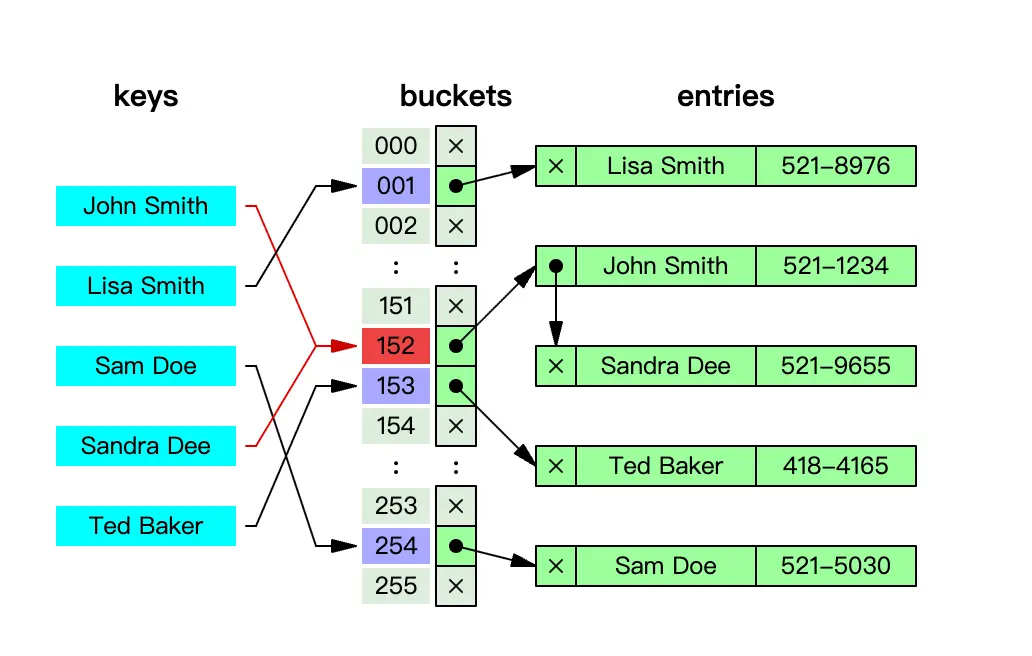 keys
buckets
entries
John Smith
Lisa Smith
Sam Doe
Sandra Dee
Ted Baker
000 ×
001
002 ×
: :
151 ×
152
153
154 ×
: :
253 ×
254
255 ×
× Lisa Smith 521–8976
John Smith 521–1234
× Sandra Dee 521–9655
× Ted Baker 418–4165
× Sam Doe 521–5030